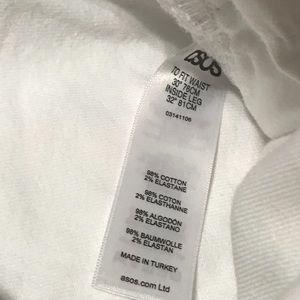 asos
TO FIT WAIST
30" 76CM
INSIDE LEG
32" 81CM
03141106
98% COTTON
2% ELASTANE
98% COTON
2% ELASTHANNE
98% ALGODÓN
2% ELASTANO
98% BAUMWOLLE
2% ELASTAN
MADE IN TURKEY
asos.com Ltd